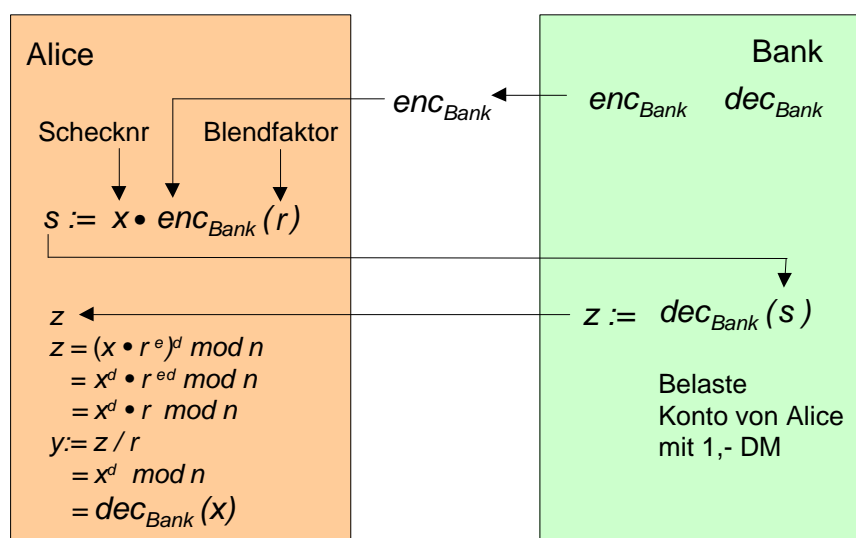 Alice
Bank
enc_Bank
enc_Bank dec_Bank
Schecknr Blendfaktor
s := x • enc_Bank (r)
z
z := dec_Bank (s)
z = (x • r^e)^d mod n
= x^d • r^ed mod n
= x^d • r mod n
y:= z / r
= x^d mod n
= dec_Bank (x)
Belaste
Konto von Alice
mit 1,- DM